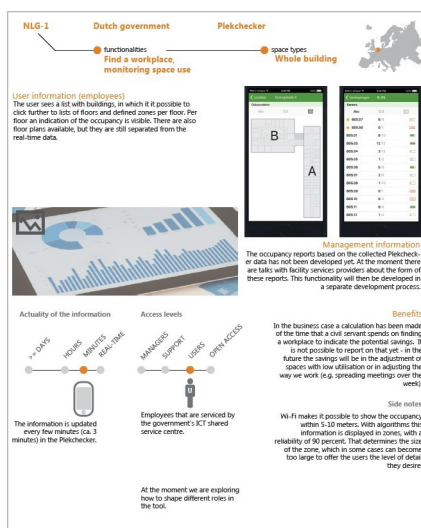 NLG-1
Dutch government
Plekchecker
functionalities
Find a workplace,
monitoring space use
space types
Whole building
User information (employees)
The user sees a list with buildings, in which it it possible to
click further to lists of floors and defined zones per floor. Per
floor an indication of the occupancy is visible. There are also
floor plans available, but they are still separated from the
real-time data.
B
A
Management information
The occupancy reports based on the collected Plekcheck-
er data has not been developed yet. At the moment there
are talks with facility services providers about the form of
these reports. This functionality will then be developed in
a separate development process.
Actuality of the information
>= DAYS
HOURS
MINUTES
REAL-TIME
The information is updated
every few minutes (ca. 3
minutes) in the Plekchecker.
Access levels
MANAGERS
SUPPORT
USERS
OPEN ACCESS
U
Employees that are serviced by
the government's ICT shared
service centre.
At the moment we are exploring
how to shape different roles in
the tool.
Benefits
In the business case a calculation has been made
of the time that a civil servant spends on finding
a workplace to indicate the potential savings. It
is not possible to report on that yet - in the
future the savings will be in the adjustment of
spaces with low utilisation or in adjusting the
way we work (e.g. spreading meetings over the
week)
Side notes
Wi-Fi makes it possible to show the occupancy
within 5-10 meters. With algorithms this
information is displayed in zones, with a
reliability of 90 percent. That determines the size
of the zone, which in some cases can become
too large to offer the users the level of detail
they desire